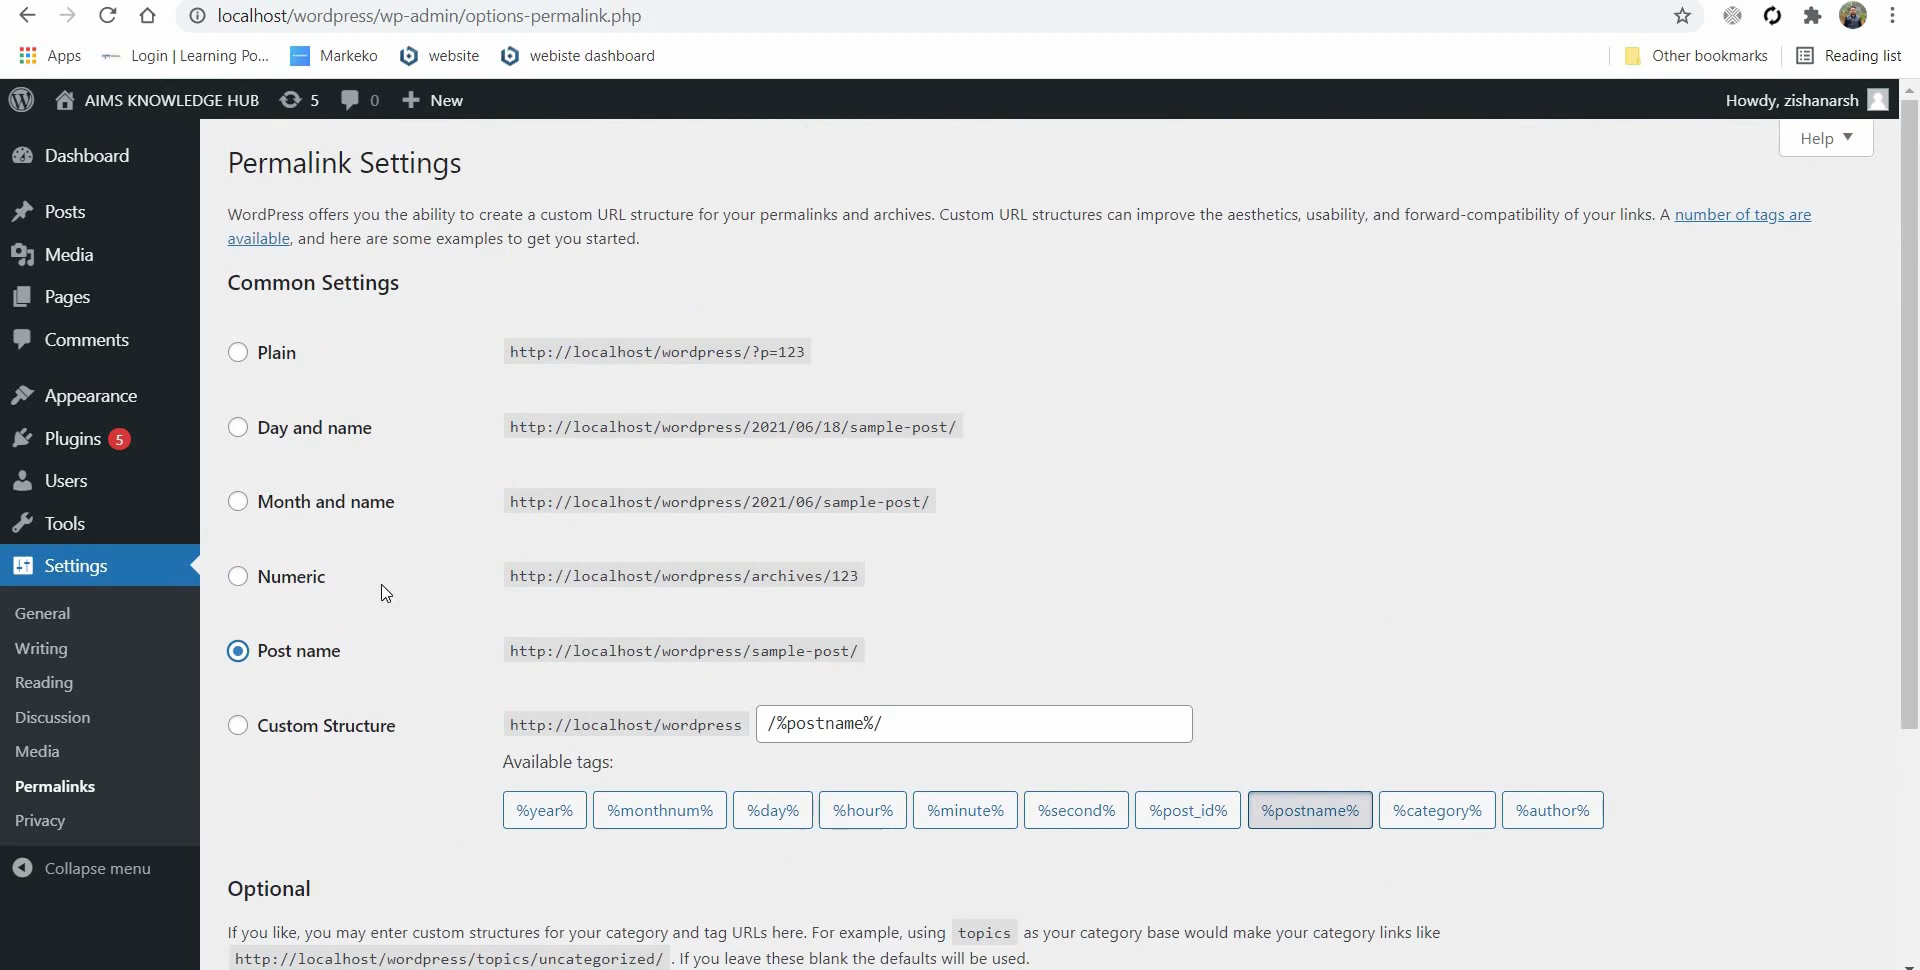 localhost/wordpress/wp-admin/options-permalink.php
Apps Login | Learning Po... Markeko website webiste dashboard Other bookmarks Reading list
AIMS KNOWLEDGE HUB 5 0 New Howdy, zishanarsh
Help
Dashboard
Posts
Media
Pages
Comments
Appearance
Plugins 5
Users
Tools
Settings
General
Writing
Reading
Discussion
Media
Permalinks
Privacy
Collapse menu
Permalink Settings
WordPress offers you the ability to create a custom URL structure for your permalinks and archives. Custom URL structures can improve the aesthetics, usability, and forward-compatibility of your links. A number of tags are
available, and here are some examples to get you started.
Common Settings
Plain http://localhost/wordpress/?p=123
Day and name http://localhost/wordpress/2021/06/18/sample-post/
Month and name http://localhost/wordpress/2021/06/sample-post/
Numeric http://localhost/wordpress/archives/123
Post name http://localhost/wordpress/sample-post/
Custom Structure http://localhost/wordpress /%postname%/
Available tags:
%year% %monthnum% %day% %hour% %minute% %second% %post_id% %postname% %category% %author%
Optional
If you like, you may enter custom structures for your category and tag URLs here. For example, using topics as your category base would make your category links like
http://localhost/wordpress/topics/uncategorized/ . If you leave these blank the defaults will be used.